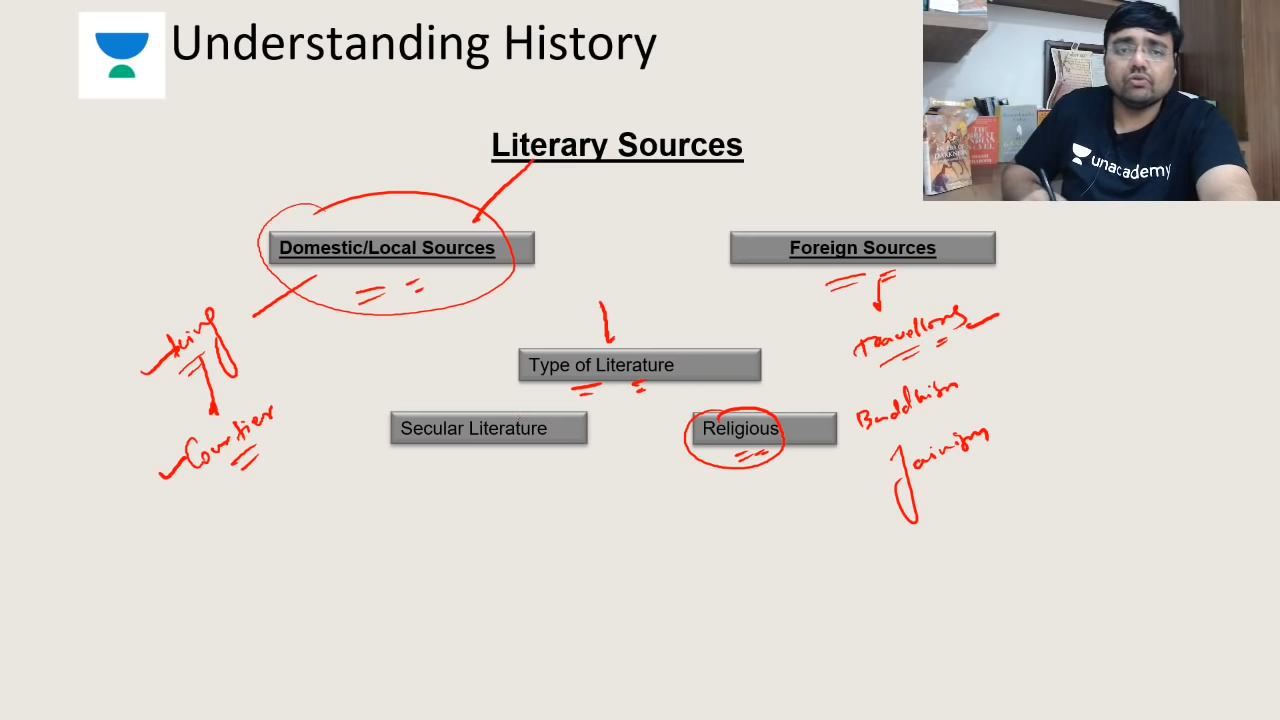 Understanding History
unacademy
Literary Sources
Domestic/Local Sources
Foreign Sources
king
Courtier
Travellors
Type of Literature
Secular Literature
Religious
Buddhism
Jainism